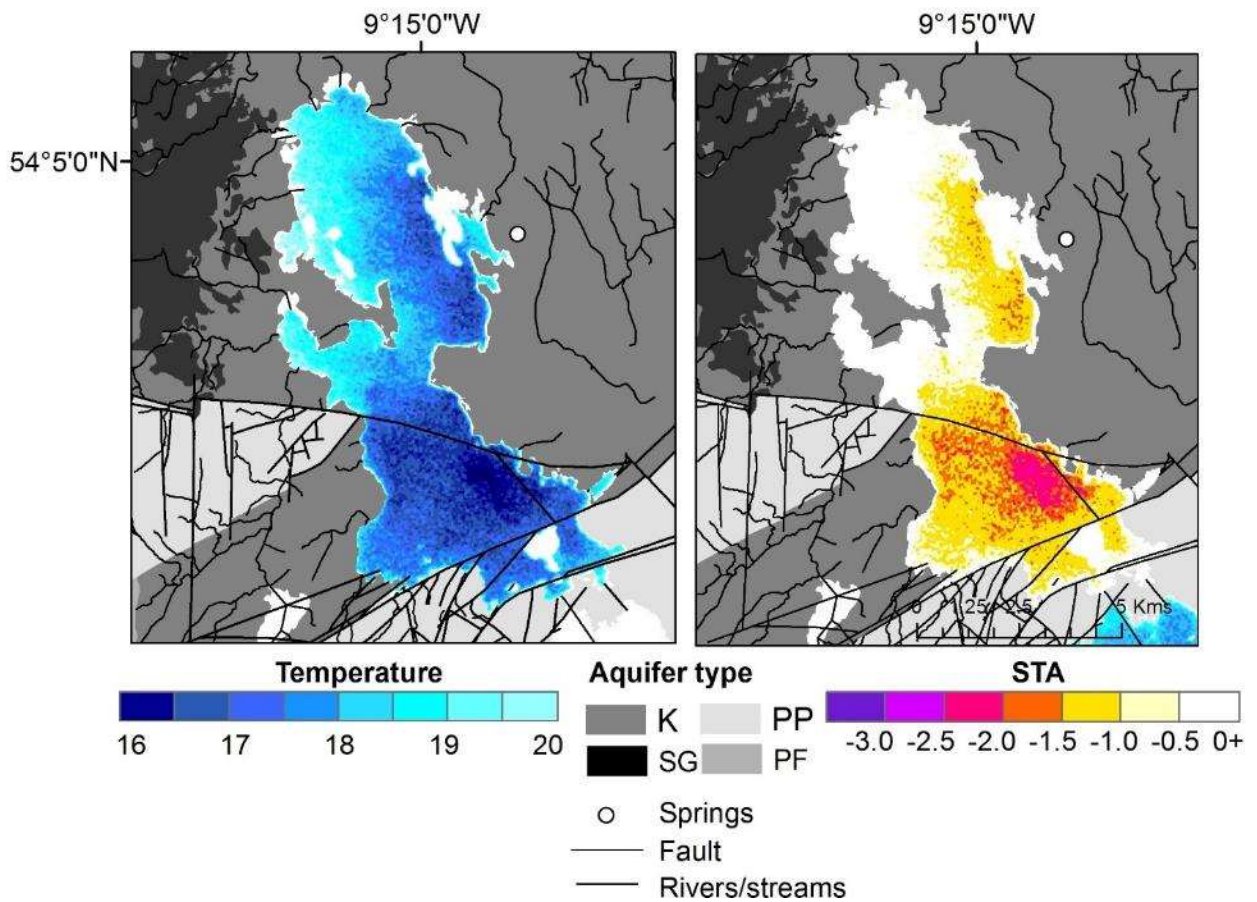 9°15'0"W
9°15'0"W
54°5'0"N
0 1.25 2.5 5 Kms
Temperature
16 17 18 19 20
Aquifer type
K PP
SG PF
Springs
Fault
Rivers/streams
STA
-3.0 -2.5 -2.0 -1.5 -1.0 -0.5 0+